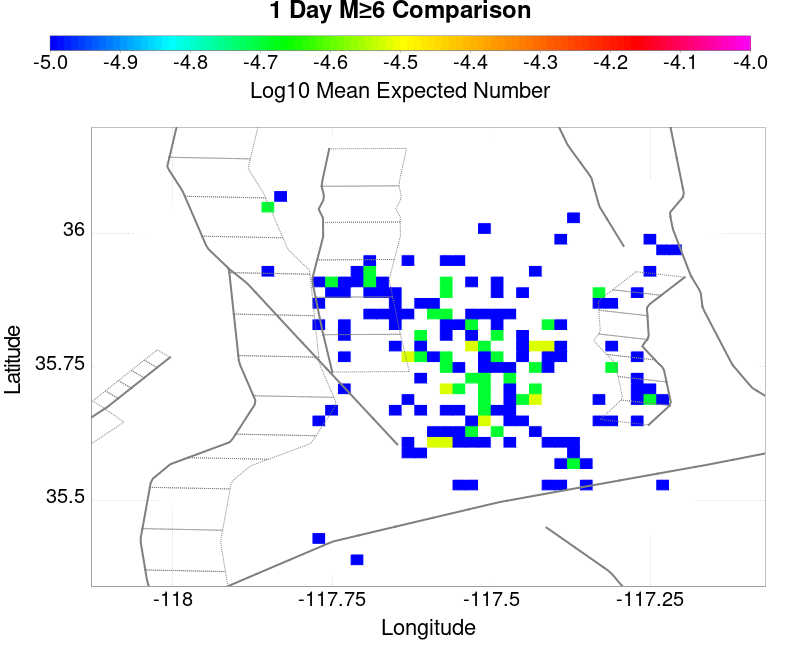 1 Day M≥6 Comparison
-5.0 -4.9 -4.8 -4.7 -4.6 -4.5 -4.4 -4.3 -4.2 -4.1 -4.0
Log10 Mean Expected Number
36
35.75
35.5
Latitude
-118 -117.75 -117.5 -117.25
Longitude